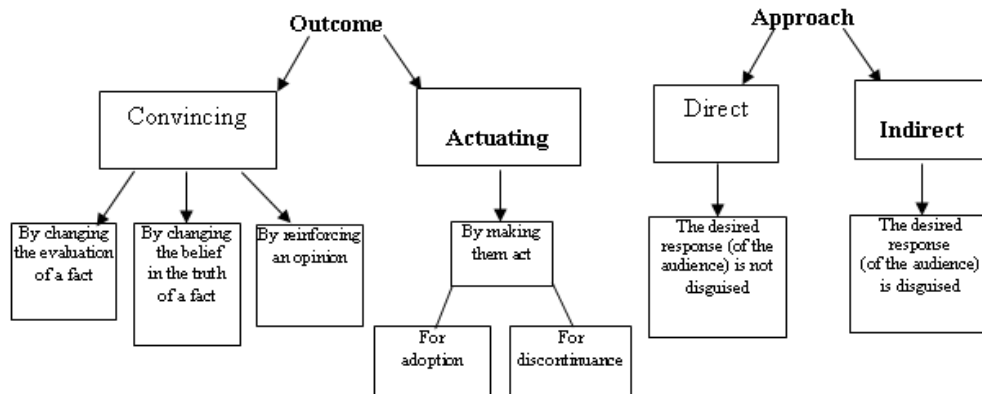 Outcome
Approach
Convincing
Actuating
Direct
Indirect
By changing
the evaluation
of a fact
By changing
the belief
in the truth
of a fact
By reinforcing
an opinion
By making
them act
The desired
response (of the
audience) is not
disguised
The desired
response
(of the audience)
is disguised
For
adoption
For
discontinuance